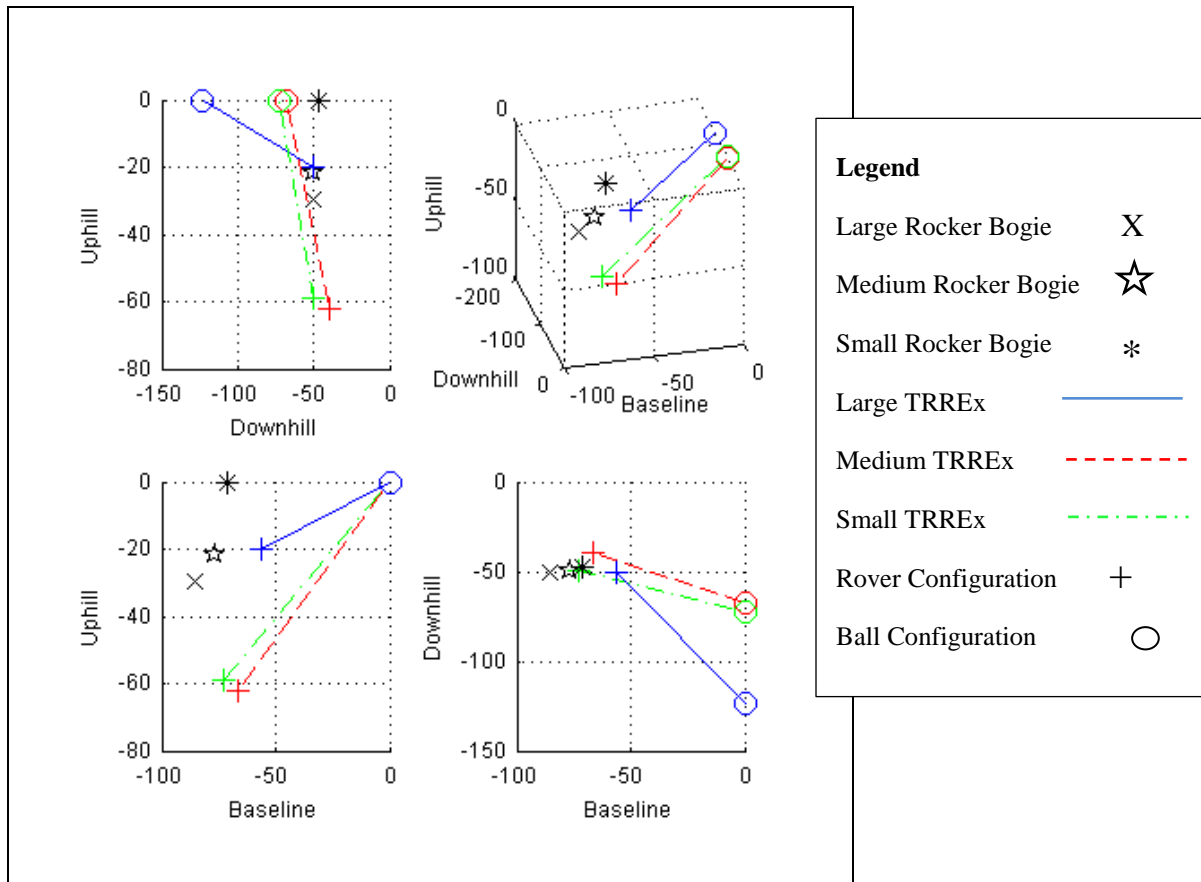 0
-20
-40
-60
-80
-150
-100
-50
0
Uphill
Downhill
0
-50
-100
-200
-100
0
-100
-50
0
Uphill
Downhill
Baseline
0
-20
-40
-60
-80
-100
-50
0
Uphill
Baseline
0
-50
-100
-150
-100
-50
0
Downhill
Baseline
Legend
Large Rocker Bogie X
Medium Rocker Bogie
Small Rocker Bogie *
Large TRREx
Medium TRREx
Small TRREx
Rover Configuration +
Ball Configuration